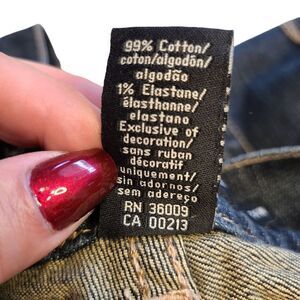 99% Cotton/
coton/algodón/
algodão
1% Elastane/
élasthanne/
elastano
Exclusive of
decoration/
sans ruban
décoratif
uniquement/
sin adornos/
sem adereço
RN 36009
CA 00213